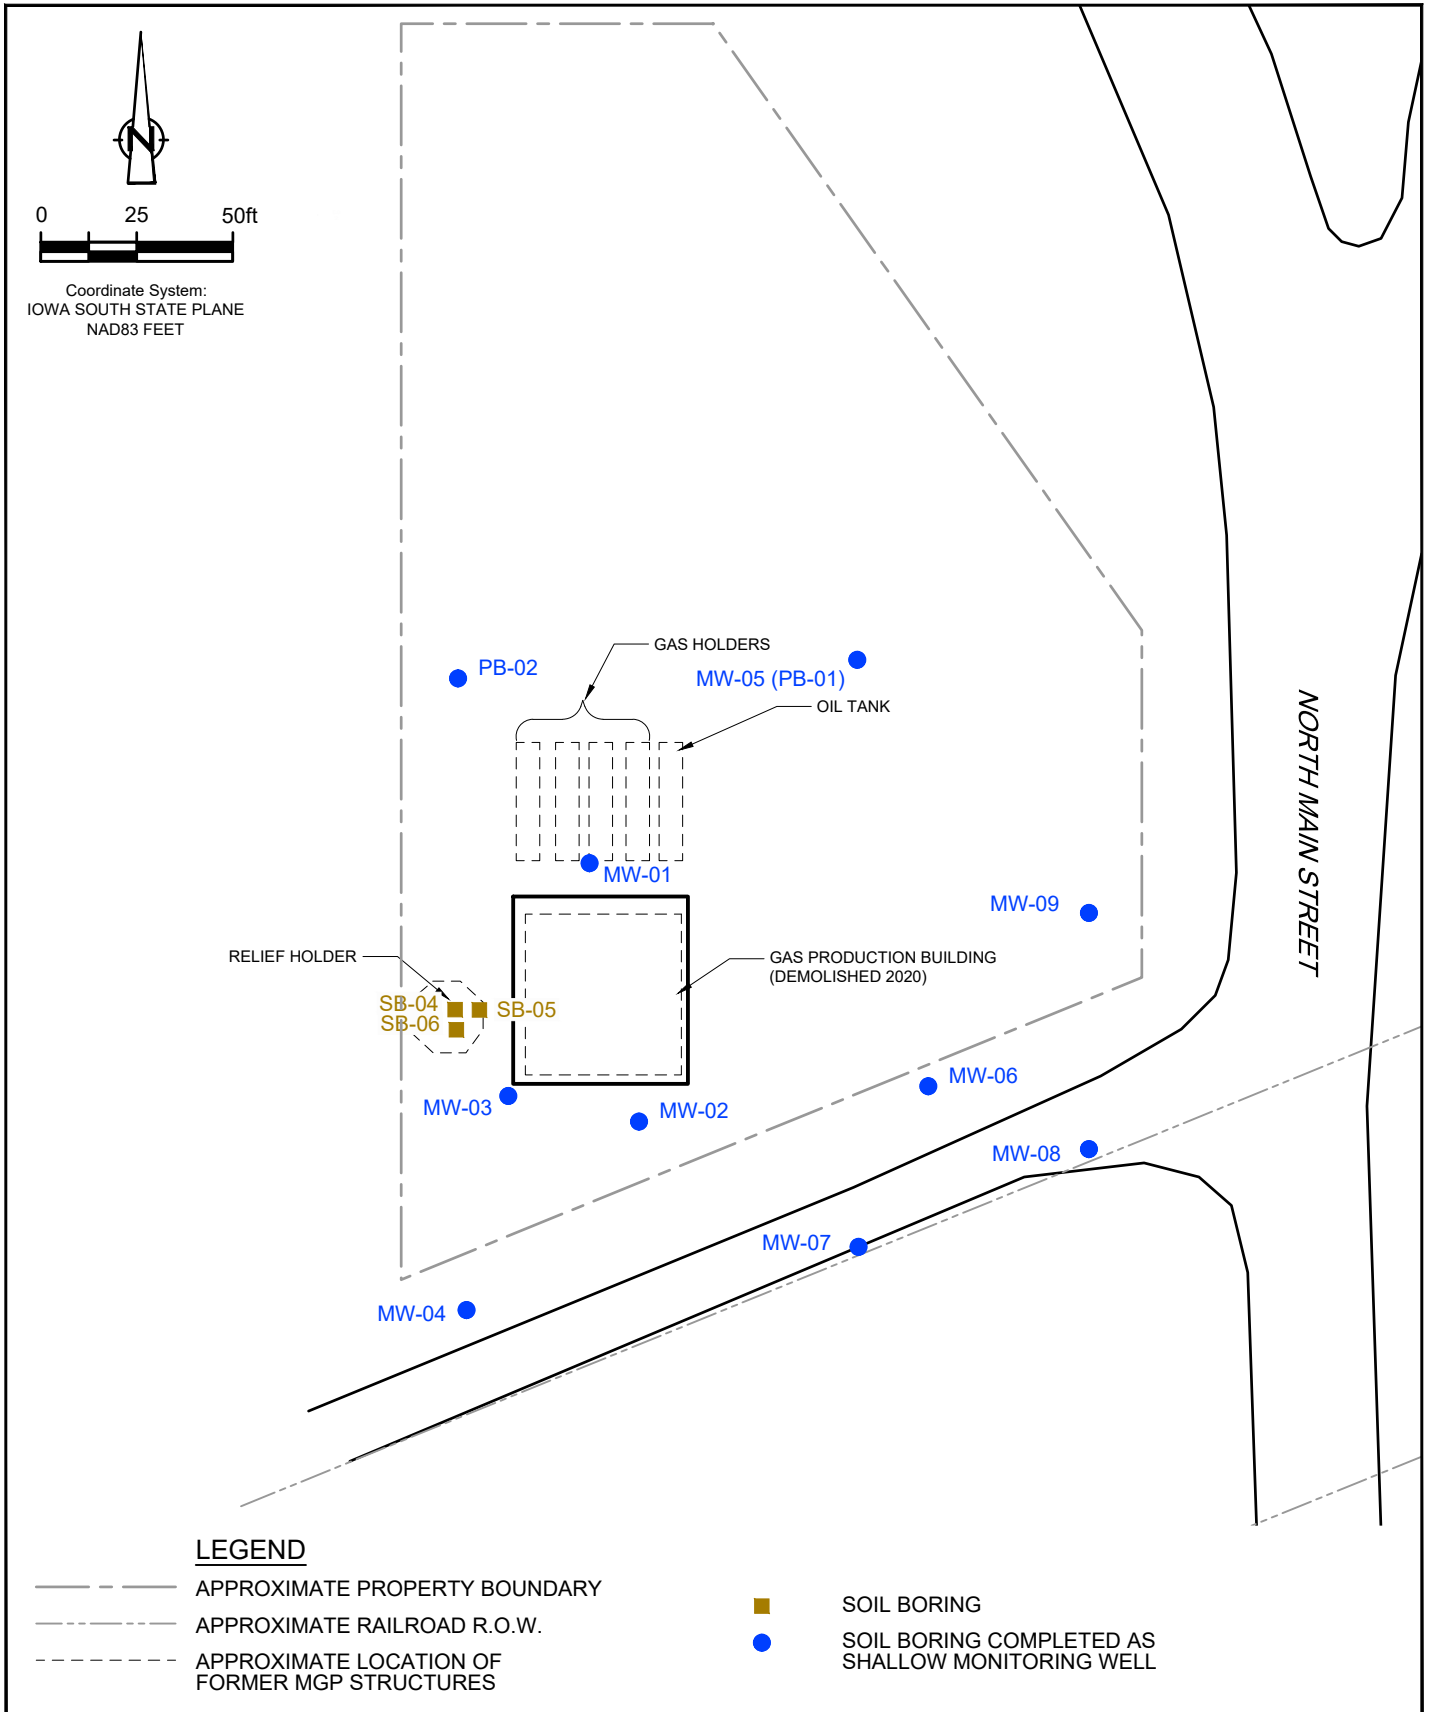 N
0 25 50ft
Coordinate System:
IOWA SOUTH STATE PLANE
NAD83 FEET
GAS HOLDERS
PB-02
MW-05 (PB-01)
OIL TANK
NORTH MAIN STREET
MW-01
MW-09
RELIEF HOLDER
GAS PRODUCTION BUILDING
(DEMOLISHED 2020)
SB-04
SB-05
SB-06
MW-06
MW-03
MW-02
MW-08
MW-07
MW-04
LEGEND
APPROXIMATE PROPERTY BOUNDARY
APPROXIMATE RAILROAD R.O.W.
APPROXIMATE LOCATION OF
FORMER MGP STRUCTURES
SOIL BORING
SOIL BORING COMPLETED AS
SHALLOW MONITORING WELL